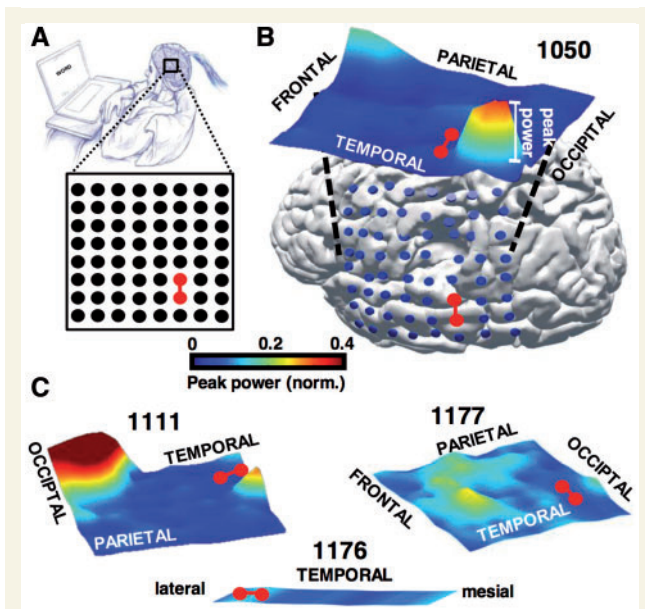 A
WORD
B
1050
FRONTAL
PARIETAL
TEMPORAL
peak
power
OCCIPITAL
0 0.2 0.4
Peak power (norm.)
C
1111
OCCIPTAL
TEMPORAL
PARIETAL
1177
PARIETAL
FRONTAL
OCCIPTAL
TEMPORAL
1176
TEMPORAL
lateral
mesial